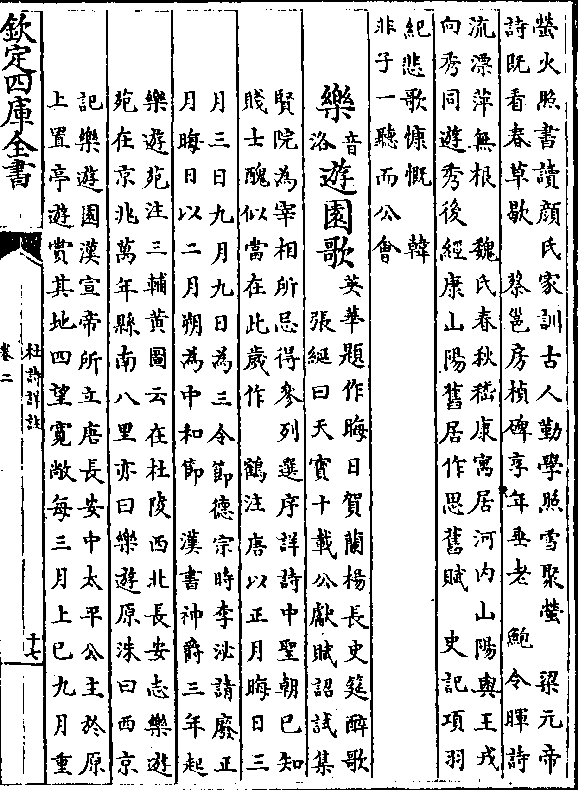 螢火照書讀顔氏家訓古人勤學照雪聚螢　梁元帝
詩既看春草歇　蔡邕房楨碑享年垂老　鮑令暉詩
流漂萍無根　魏氏春秋嵇康寓居河内山陽與王戎
向秀同遊秀後經康山陽舊居作思舊賦　史記項羽
紀悲歌慷慨　韓
非子一聽而公會
樂音洛遊園歌英華題作晦日賀蘭楊長史筵醉歌
張綖曰天寶十載公獻賦詔試集
賢院為宰相所忌得參列選序詳詩中聖朝已知
賤士醜似當在此歲作　鶴注唐以正月晦日三
月三日九月九日為三令節德宗時李泌請廢正
月晦日以二月朔為中和節　漢書神爵三年起
樂遊苑注三輔黄圖云在杜陵西北長安志樂遊
苑在京兆萬年縣南八里亦曰樂遊原洙曰西京
記樂遊園漢宣帝所立唐長安中太平公主於原
上置亭遊賞其地四望寛敞每三月上巳九月重
欽定四庫全書
杜詩詳註
卷二
十七